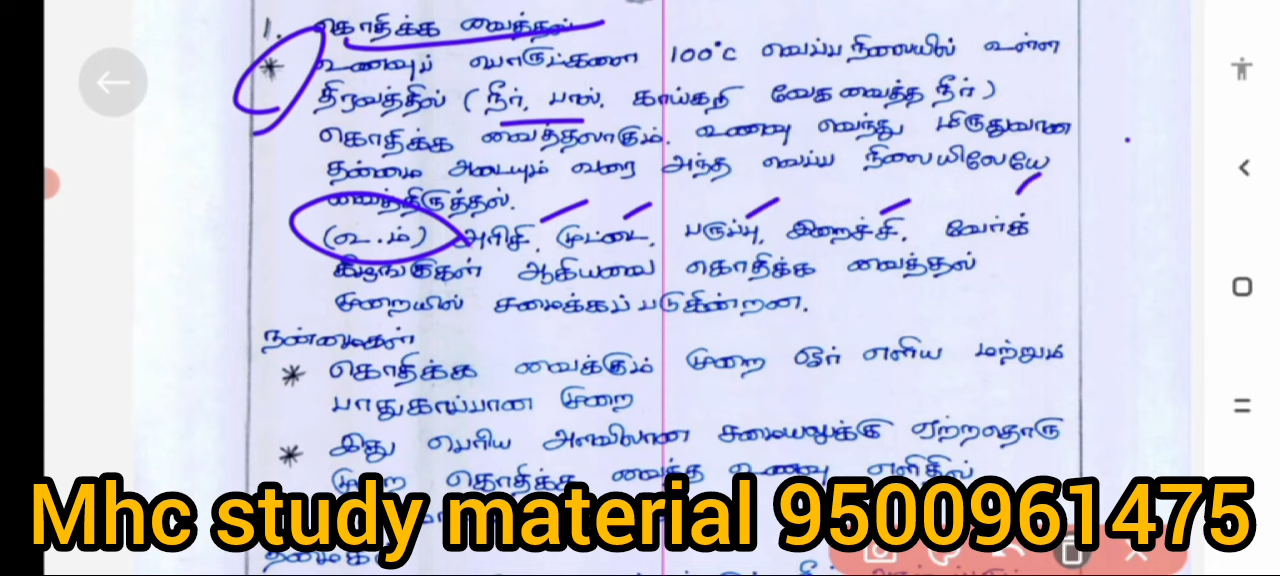 1. கொதிக்க வைத்தல்
* உணவுப் பொருட்களை 100°C வெப்ப நிலையில் உள்ள
திரவத்தில் ( நீர், பால், காய்கறி வேக வைத்த நீர் )
கொதிக்க வைத்தலாகும். உணவு வெந்து மிருதுவான
தன்மை அடையும் வரை அந்த வெப்ப நிலையிலேயே
வைத்திருத்தல்.
(எ.ம்) அரிசி, முட்டை, பருப்பு, இறைச்சி, வேர்க்
கிழங்குகள் ஆகியவை கொதிக்க வைத்தல்
முறையில் சமைக்கப் படுகின்றன.
நன்மைகள்
* கொதிக்க வைக்கும் முறை ஓர் எளிய மற்றும்
பாதுகாப்பான முறை
* இது பெரிய அளவிலான சமையலுக்கு ஏற்றதொரு
முறை கொதிக்க வைத்த உணவு எளிதில்
Mhc study material 9500961475